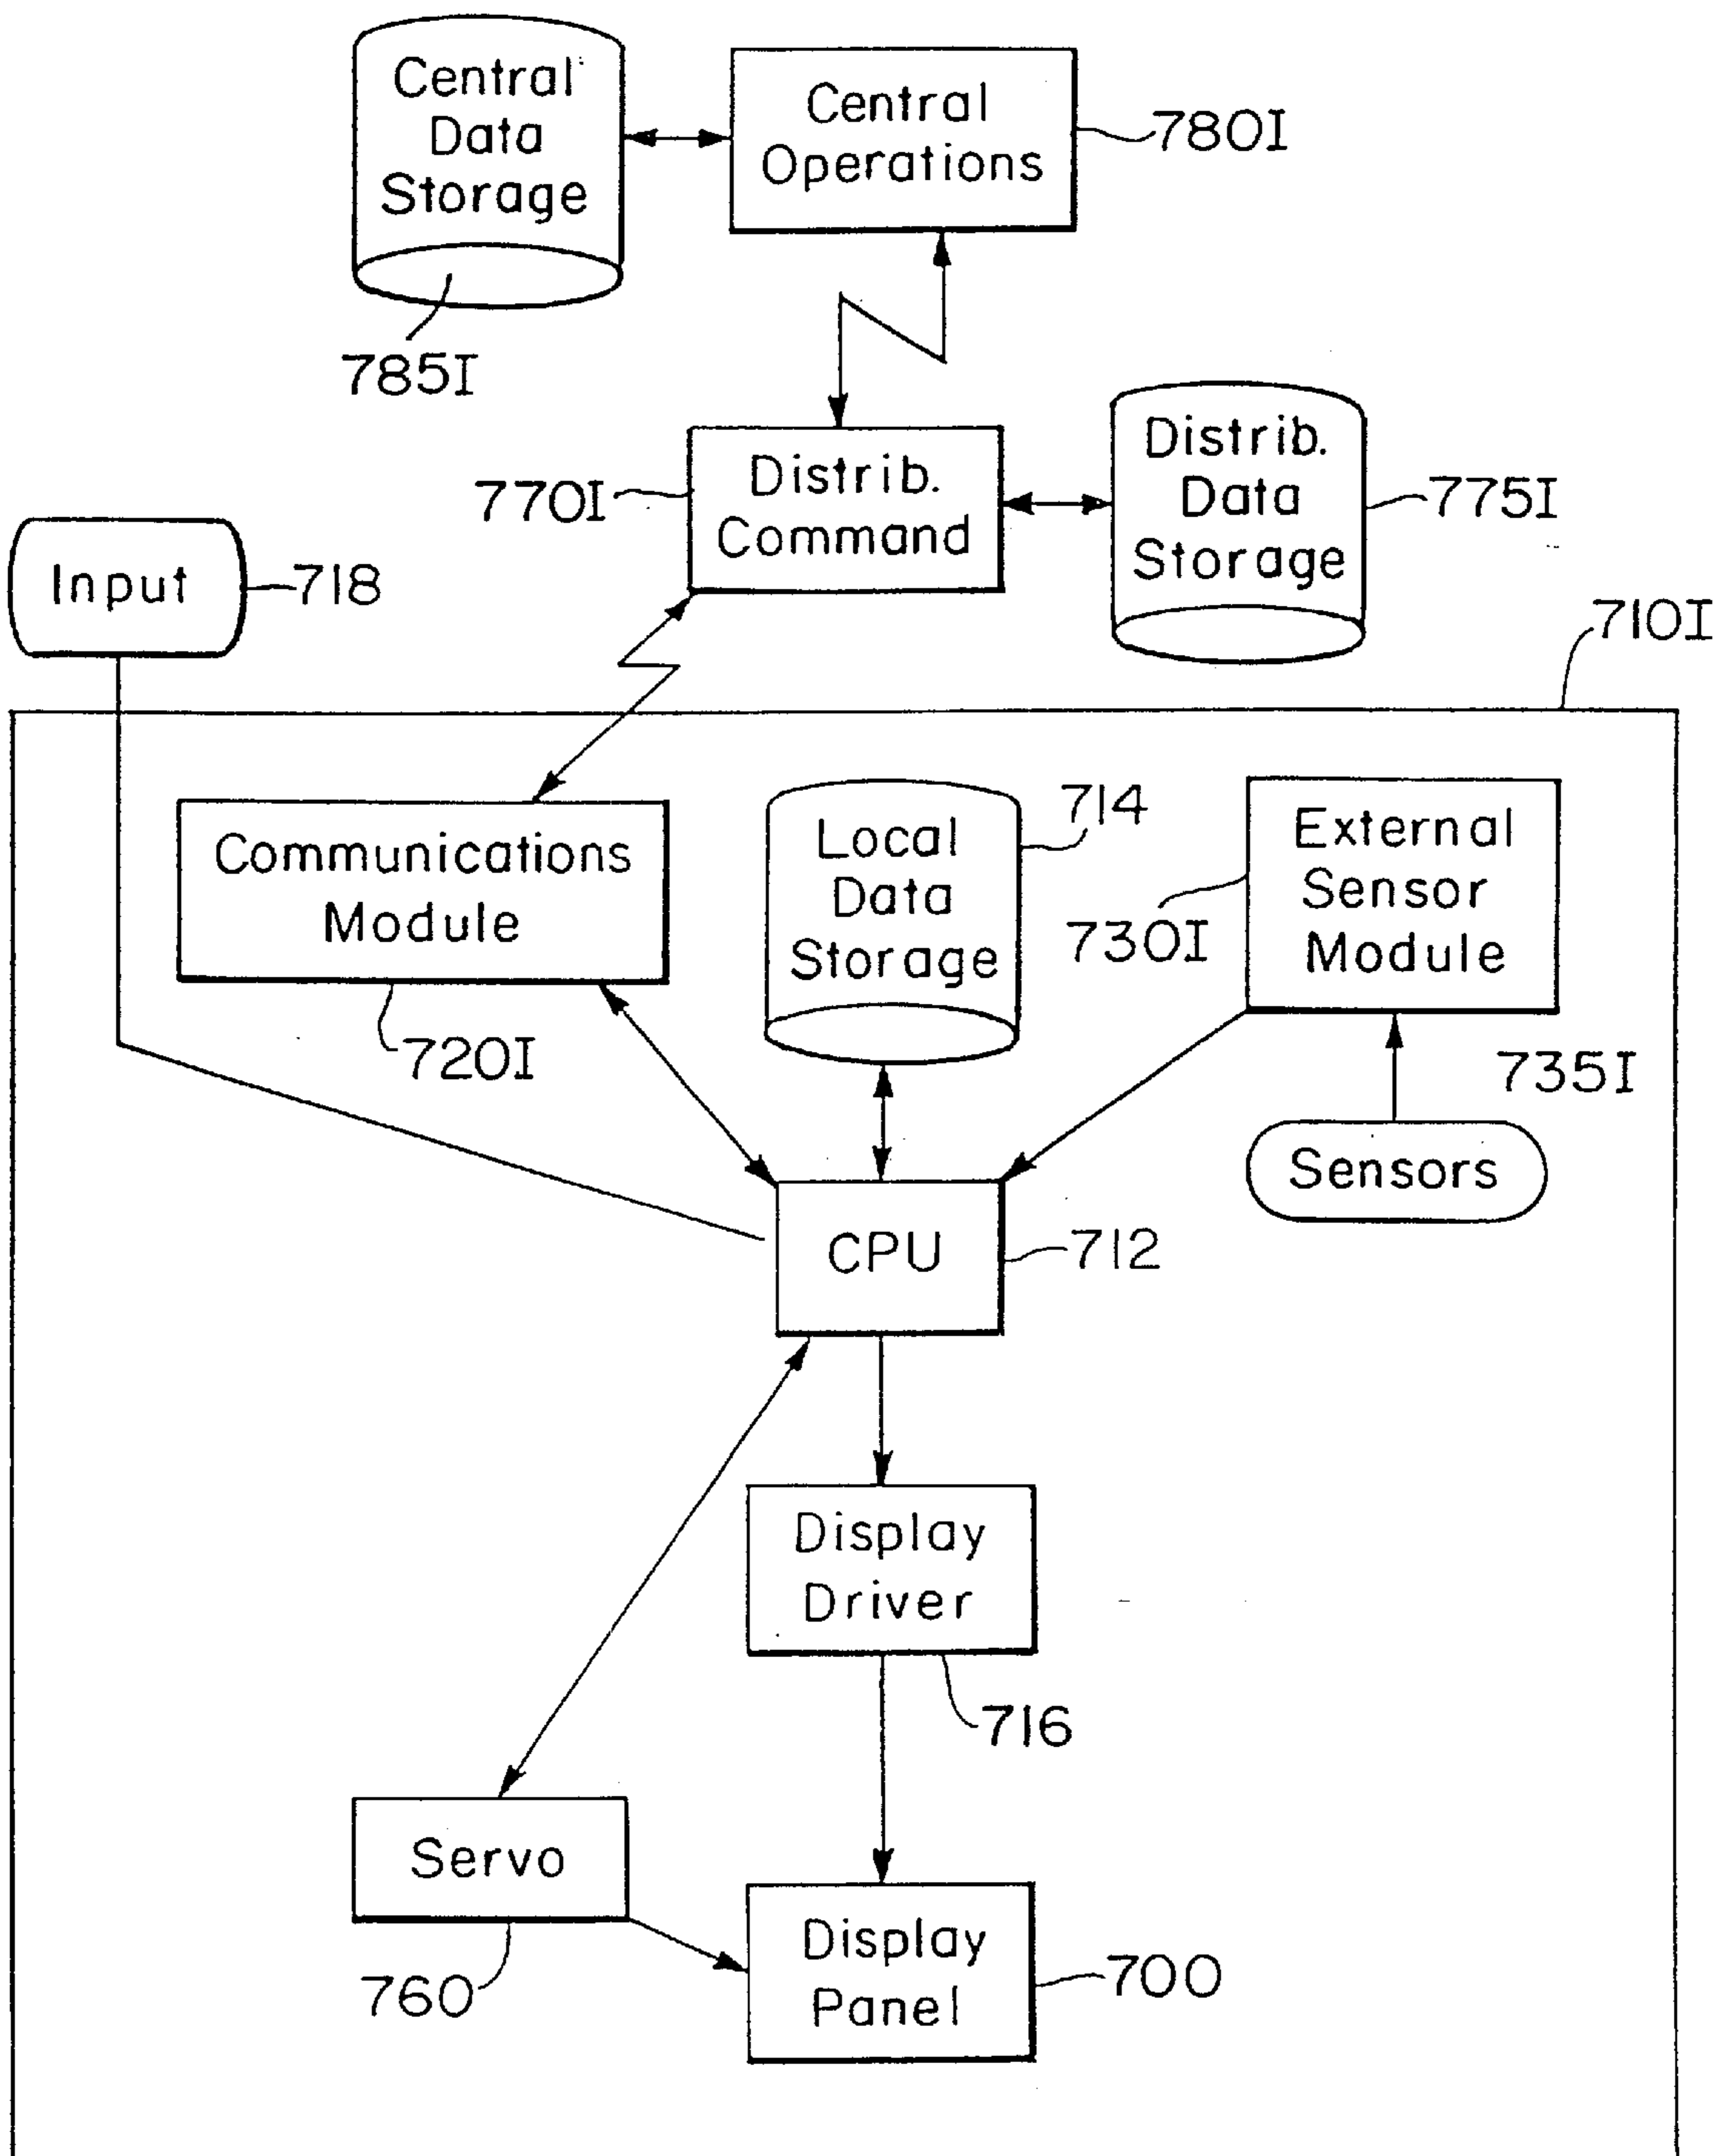 Central
Data
Storage
Central
Operations
780I
785I
770I
Distrib.
Command
Distrib.
Data
Storage
775I
Input
718
710I
Communications
Module
720I
Local
Data
Storage
714
External
Sensor
Module
730I
735I
Sensors
CPU
712
Display
Driver
716
Servo
760
Display
Panel
700